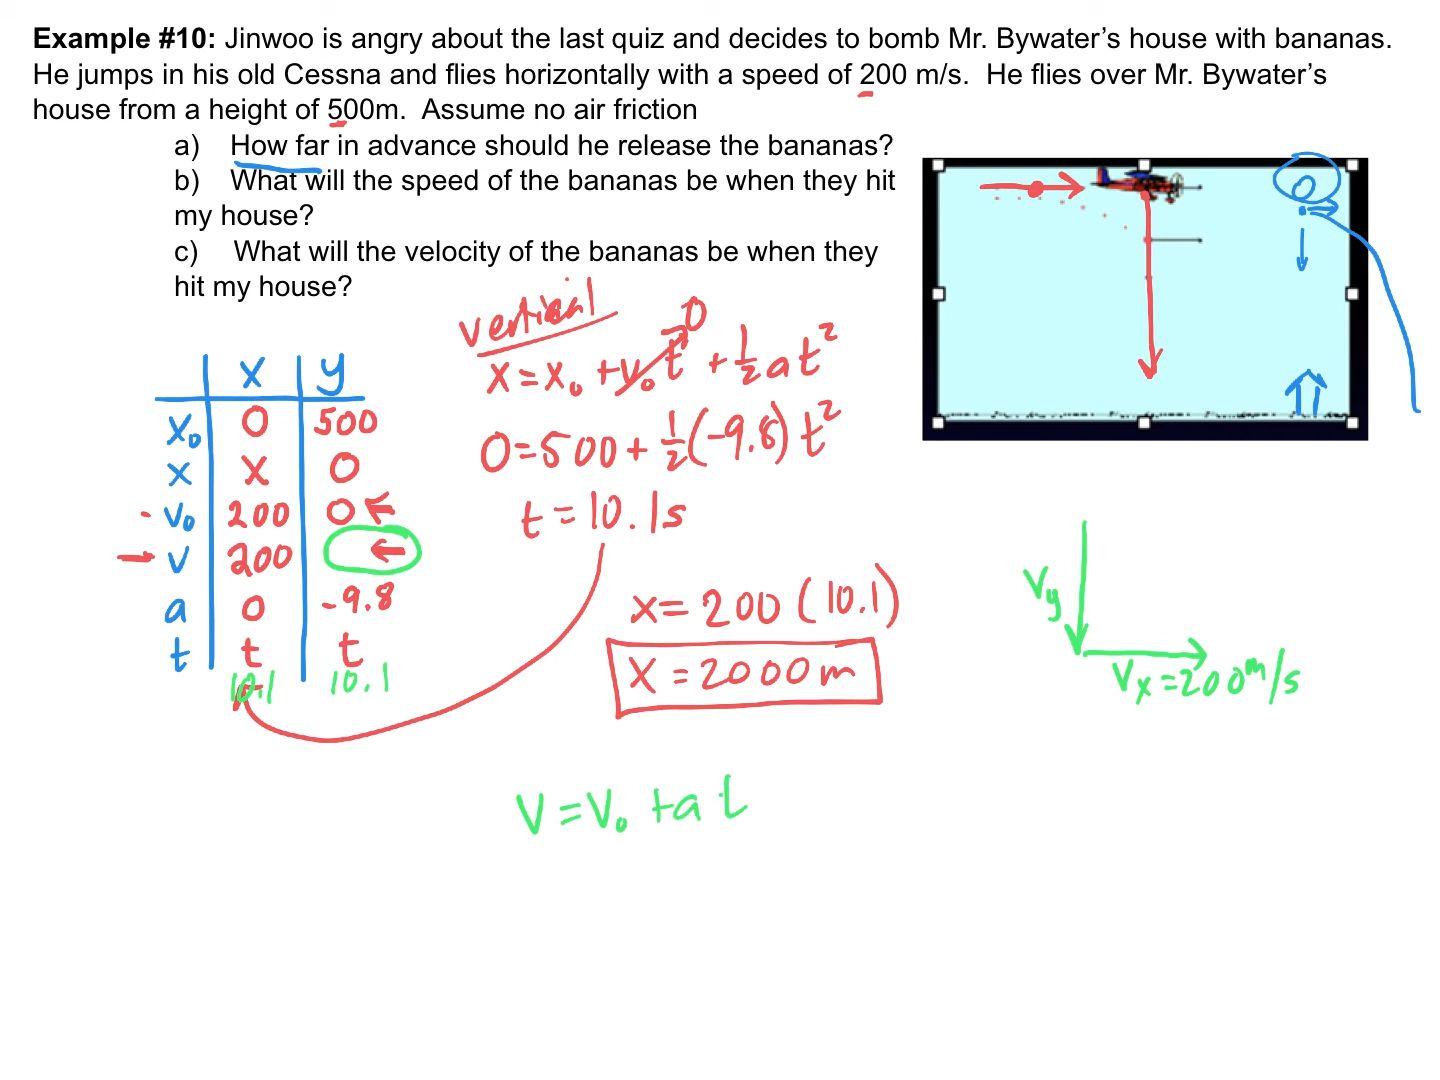 Example #10: Jinwoo is angry about the last quiz and decides to bomb Mr. Bywater’s house with bananas.
He jumps in his old Cessna and flies horizontally with a speed of 200 m/s. He flies over Mr. Bywater’s
house from a height of 500m. Assume no air friction
a) How far in advance should he release the bananas?
b) What will the speed of the bananas be when they hit
my house?
c) What will the velocity of the bananas be when they
hit my house?
vertical
x = x₀ + v₀t + ½at²
0
0 = 500 + ½(-9.8)t²
t = 10.1s
x y
x₀ 0 500
x x 0
v₀ 200 0
v 200
a 0 -9.8
t t t
10.1 10.1
x = 200 (10.1)
x = 2000m
Vy
Vx = 200 m/s
V = V₀ + at